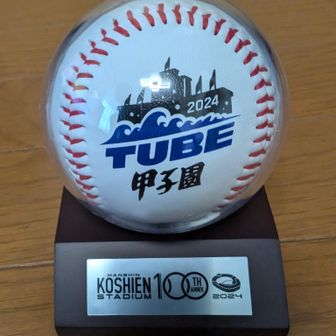 2024
TUBE
甲子園
HANSHIN
KOSHIEN 100TH ANNIV.
STADIUM 2024